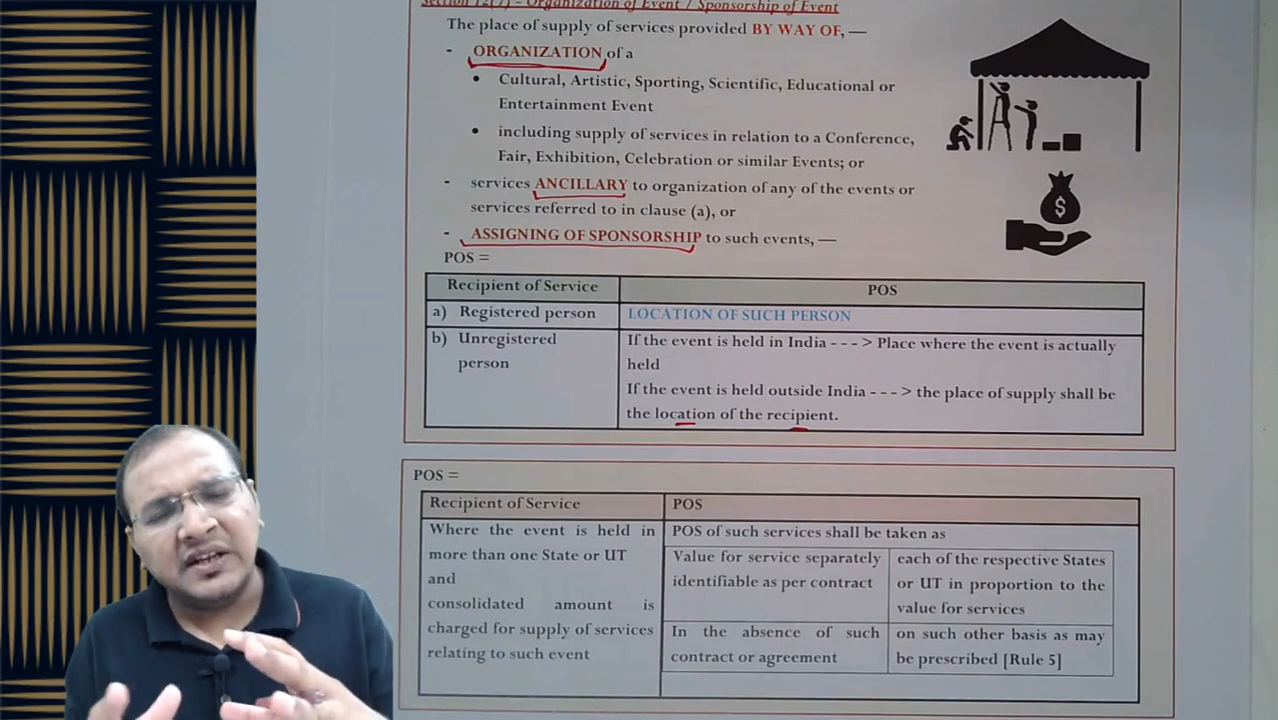 Section 12(7) - Organization of Event / Sponsorship of Event
The place of supply of services provided BY WAY OF, —
- ORGANIZATION of a
• Cultural, Artistic, Sporting, Scientific, Educational or
Entertainment Event
• including supply of services in relation to a Conference,
Fair, Exhibition, Celebration or similar Events; or
- services ANCILLARY to organization of any of the events or
services referred to in clause (a), or
- ASSIGNING OF SPONSORSHIP to such events, —
POS =
Recipient of Service POS
a) Registered person LOCATION OF SUCH PERSON
b) Unregistered
person
If the event is held in India - - - > Place where the event is actually
held
If the event is held outside India - - - > the place of supply shall be
the location of the recipient.
$
POS =
Recipient of Service POS
Where the event is held in
more than one State or UT
and
consolidated amount is
charged for supply of services
relating to such event
POS of such services shall be taken as
Value for service separately
identifiable as per contract
each of the respective States
or UT in proportion to the
value for services
In the absence of such
contract or agreement
on such other basis as may
be prescribed [Rule 5]